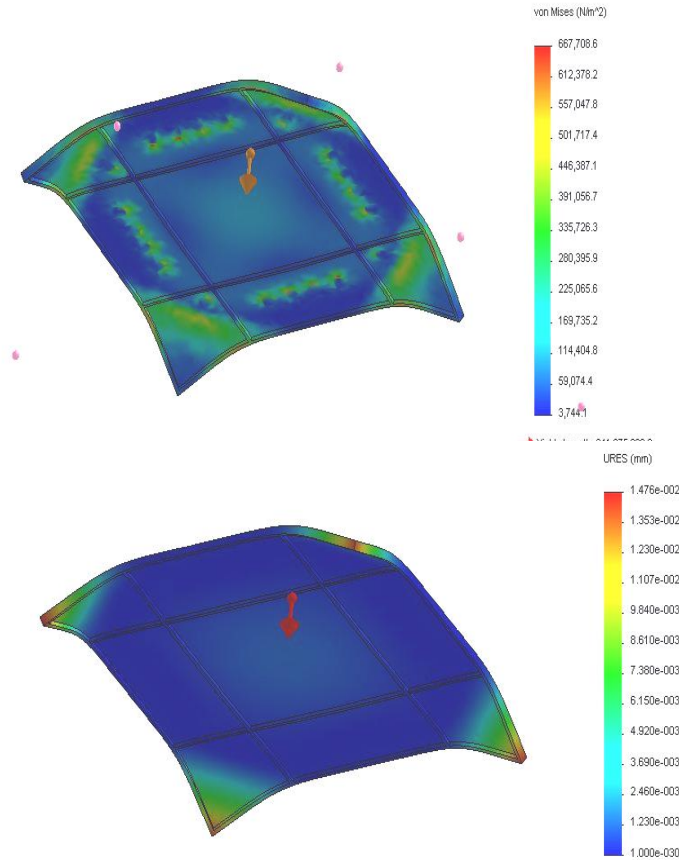 von Mises (N/m^2)
667,708.6
612,378.2
557,047.8
501,717.4
446,387.1
391,056.7
335,726.3
280,395.9
225,065.6
169,735.2
114,404.8
59,074.4
3,744.1
URES (mm)
1.476e-002
1.353e-002
1.230e-002
1.107e-002
9.840e-003
8.610e-003
7.380e-003
6.150e-003
4.920e-003
3.690e-003
2.460e-003
1.230e-003
1.000e-030